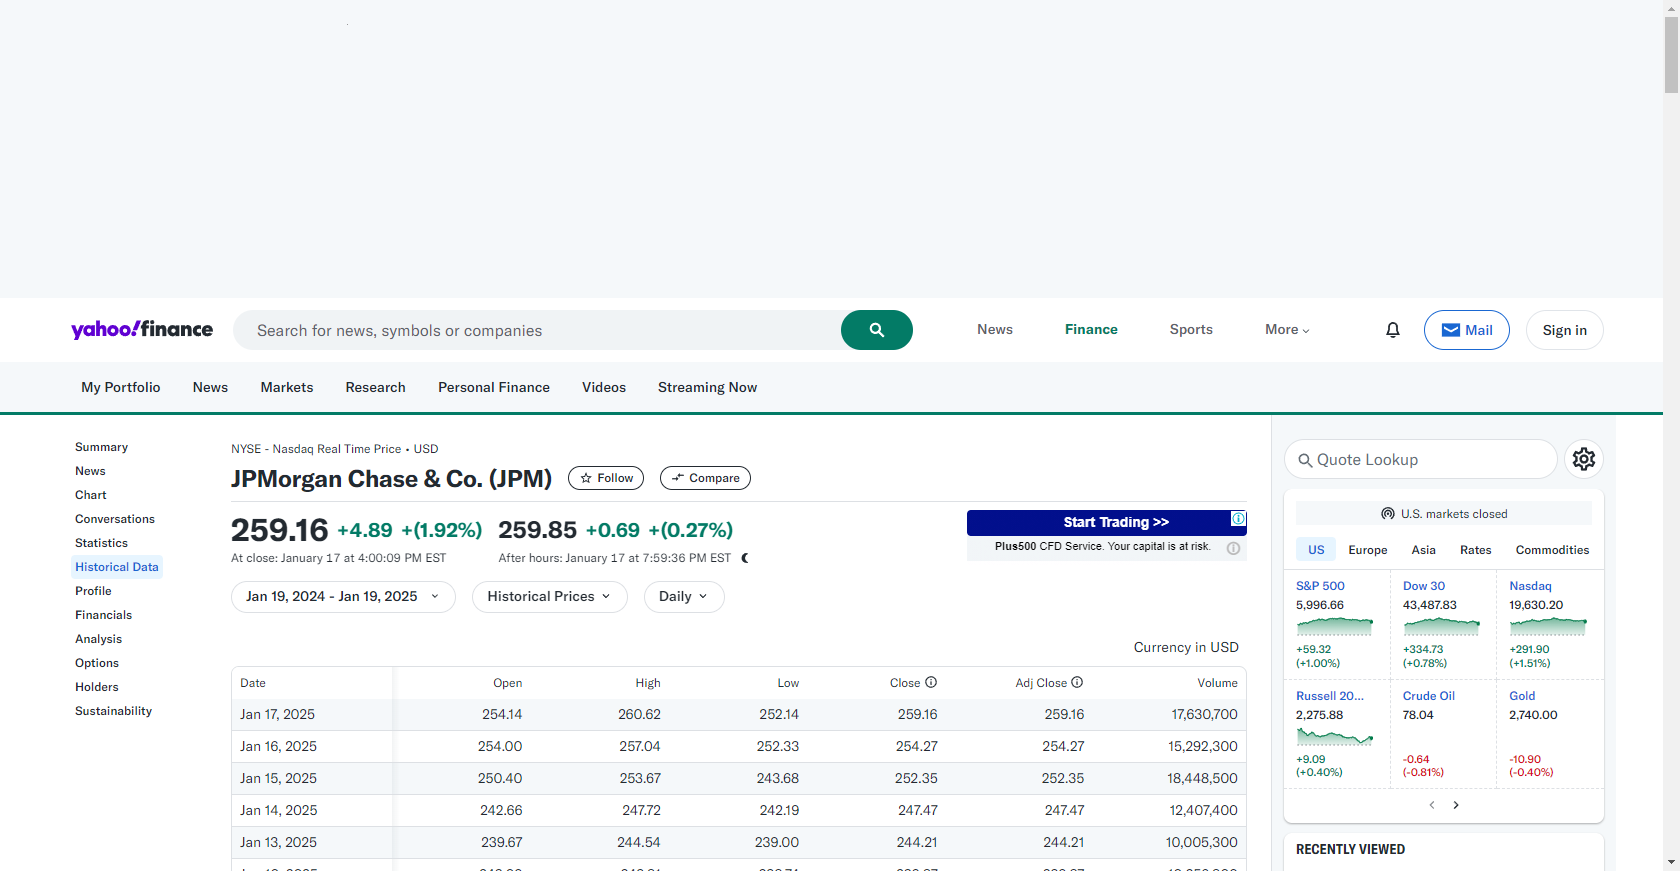 yahoo!finance
Search for news, symbols or companies
News
Finance
Sports
More
Mail
Sign in
My Portfolio
News
Markets
Research
Personal Finance
Videos
Streaming Now
Summary
News
Chart
Conversations
Statistics
Historical Data
Profile
Financials
Analysis
Options
Holders
Sustainability
NYSE - Nasdaq Real Time Price • USD
JPMorgan Chase & Co. (JPM)
Follow
Compare
259.16 +4.89 +(1.92%)
At close: January 17 at 4:00:09 PM EST
259.85 +0.69 +(0.27%)
After hours: January 17 at 7:59:36 PM EST
Start Trading >>
Plus500 CFD Service. Your capital is at risk.
Jan 19, 2024 - Jan 19, 2025
Historical Prices
Daily
Currency in USD
Date Open High Low Close Adj Close Volume
Jan 17, 2025 254.14 260.62 252.14 259.16 259.16 17,630,700
Jan 16, 2025 254.00 257.04 252.33 254.27 254.27 15,292,300
Jan 15, 2025 250.40 253.67 243.68 252.35 252.35 18,448,500
Jan 14, 2025 242.66 247.72 242.19 247.47 247.47 12,407,400
Jan 13, 2025 239.67 244.54 239.00 244.21 244.21 10,005,300
Quote Lookup
U.S. markets closed
US Europe Asia Rates Commodities
S&P 500
5,996.66
+59.32
(+1.00%)
Dow 30
43,487.83
+334.73
(+0.78%)
Nasdaq
19,630.20
+291.90
(+1.51%)
Russell 20...
2,275.88
+9.09
(+0.40%)
Crude Oil
78.04
-0.64
(-0.81%)
Gold
2,740.00
-10.90
(-0.40%)
RECENTLY VIEWED